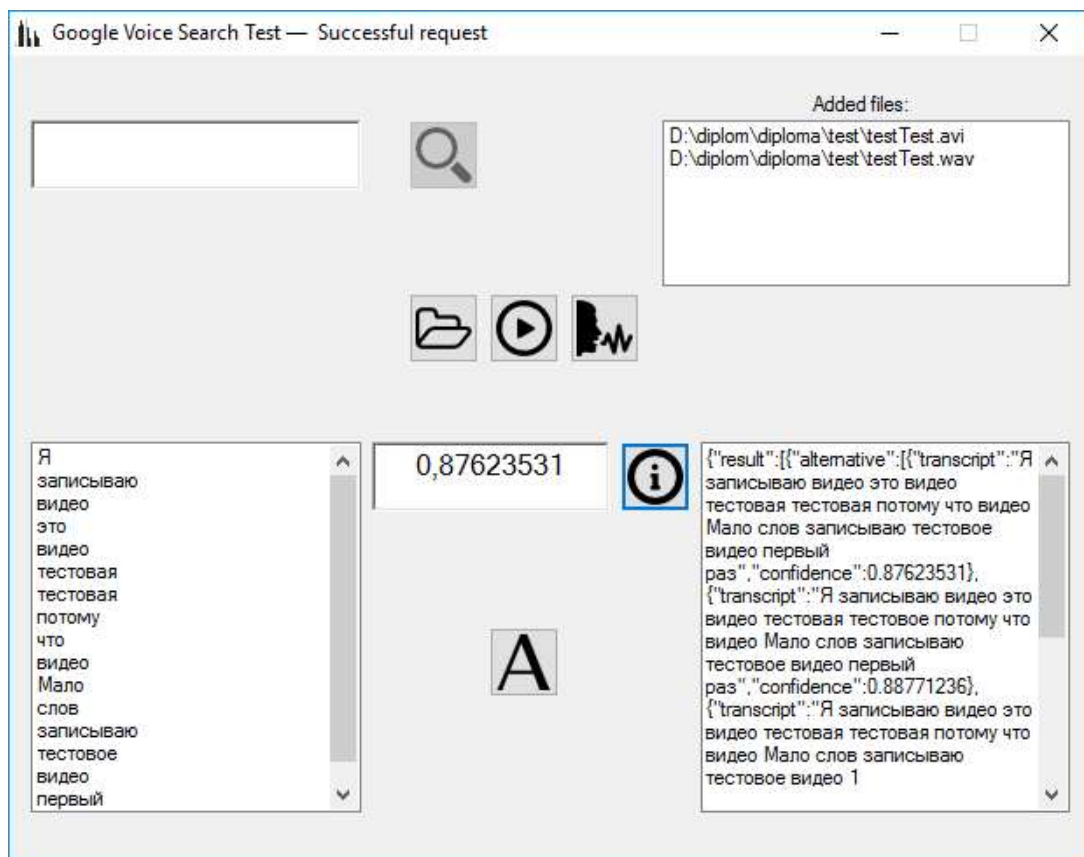 Google Voice Search Test — Successful request
Added files:
D:\diplom\diploma\test\testTest.avi
D:\diplom\diploma\test\testTest.wav
Я
записываю
видео
это
видео
тестовая
тестовая
потому
что
видео
Мало
слов
записываю
тестовое
видео
первый
0,87623531
A
{"result":[{"alternative":[{"transcript":"Я
записываю видео это видео
тестовая тестовая потому что видео
Мало слов записываю тестовое
видео первый
раз","confidence":0.87623531},
{"transcript":"Я записываю видео это
видео тестовая тестовое потому что
видео Мало слов записываю
тестовое видео первый
раз","confidence":0.88771236},
{"transcript":"Я записываю видео это
видео тестовая тестовая потому что
видео Мало слов записываю
тестовое видео 1